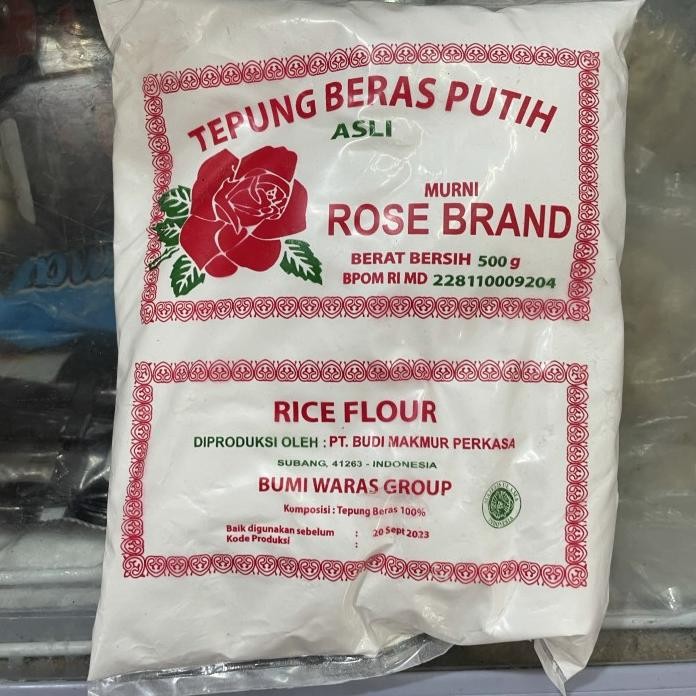 TEPUNG BERAS PUTIH
ASLI
MURNI
ROSE BRAND
BERAT BERSIH 500 g
BPOM RI MD 228110009204
RICE FLOUR
DIPRODUKSI OLEH : PT. BUDI MAKMUR PERKASA
SUBANG, 41263 - INDONESIA
BUMI WARAS GROUP
Komposisi : Tepung Beras 100%
Baik digunakan sebelum : 20 Sept 2023
Kode Produksi :